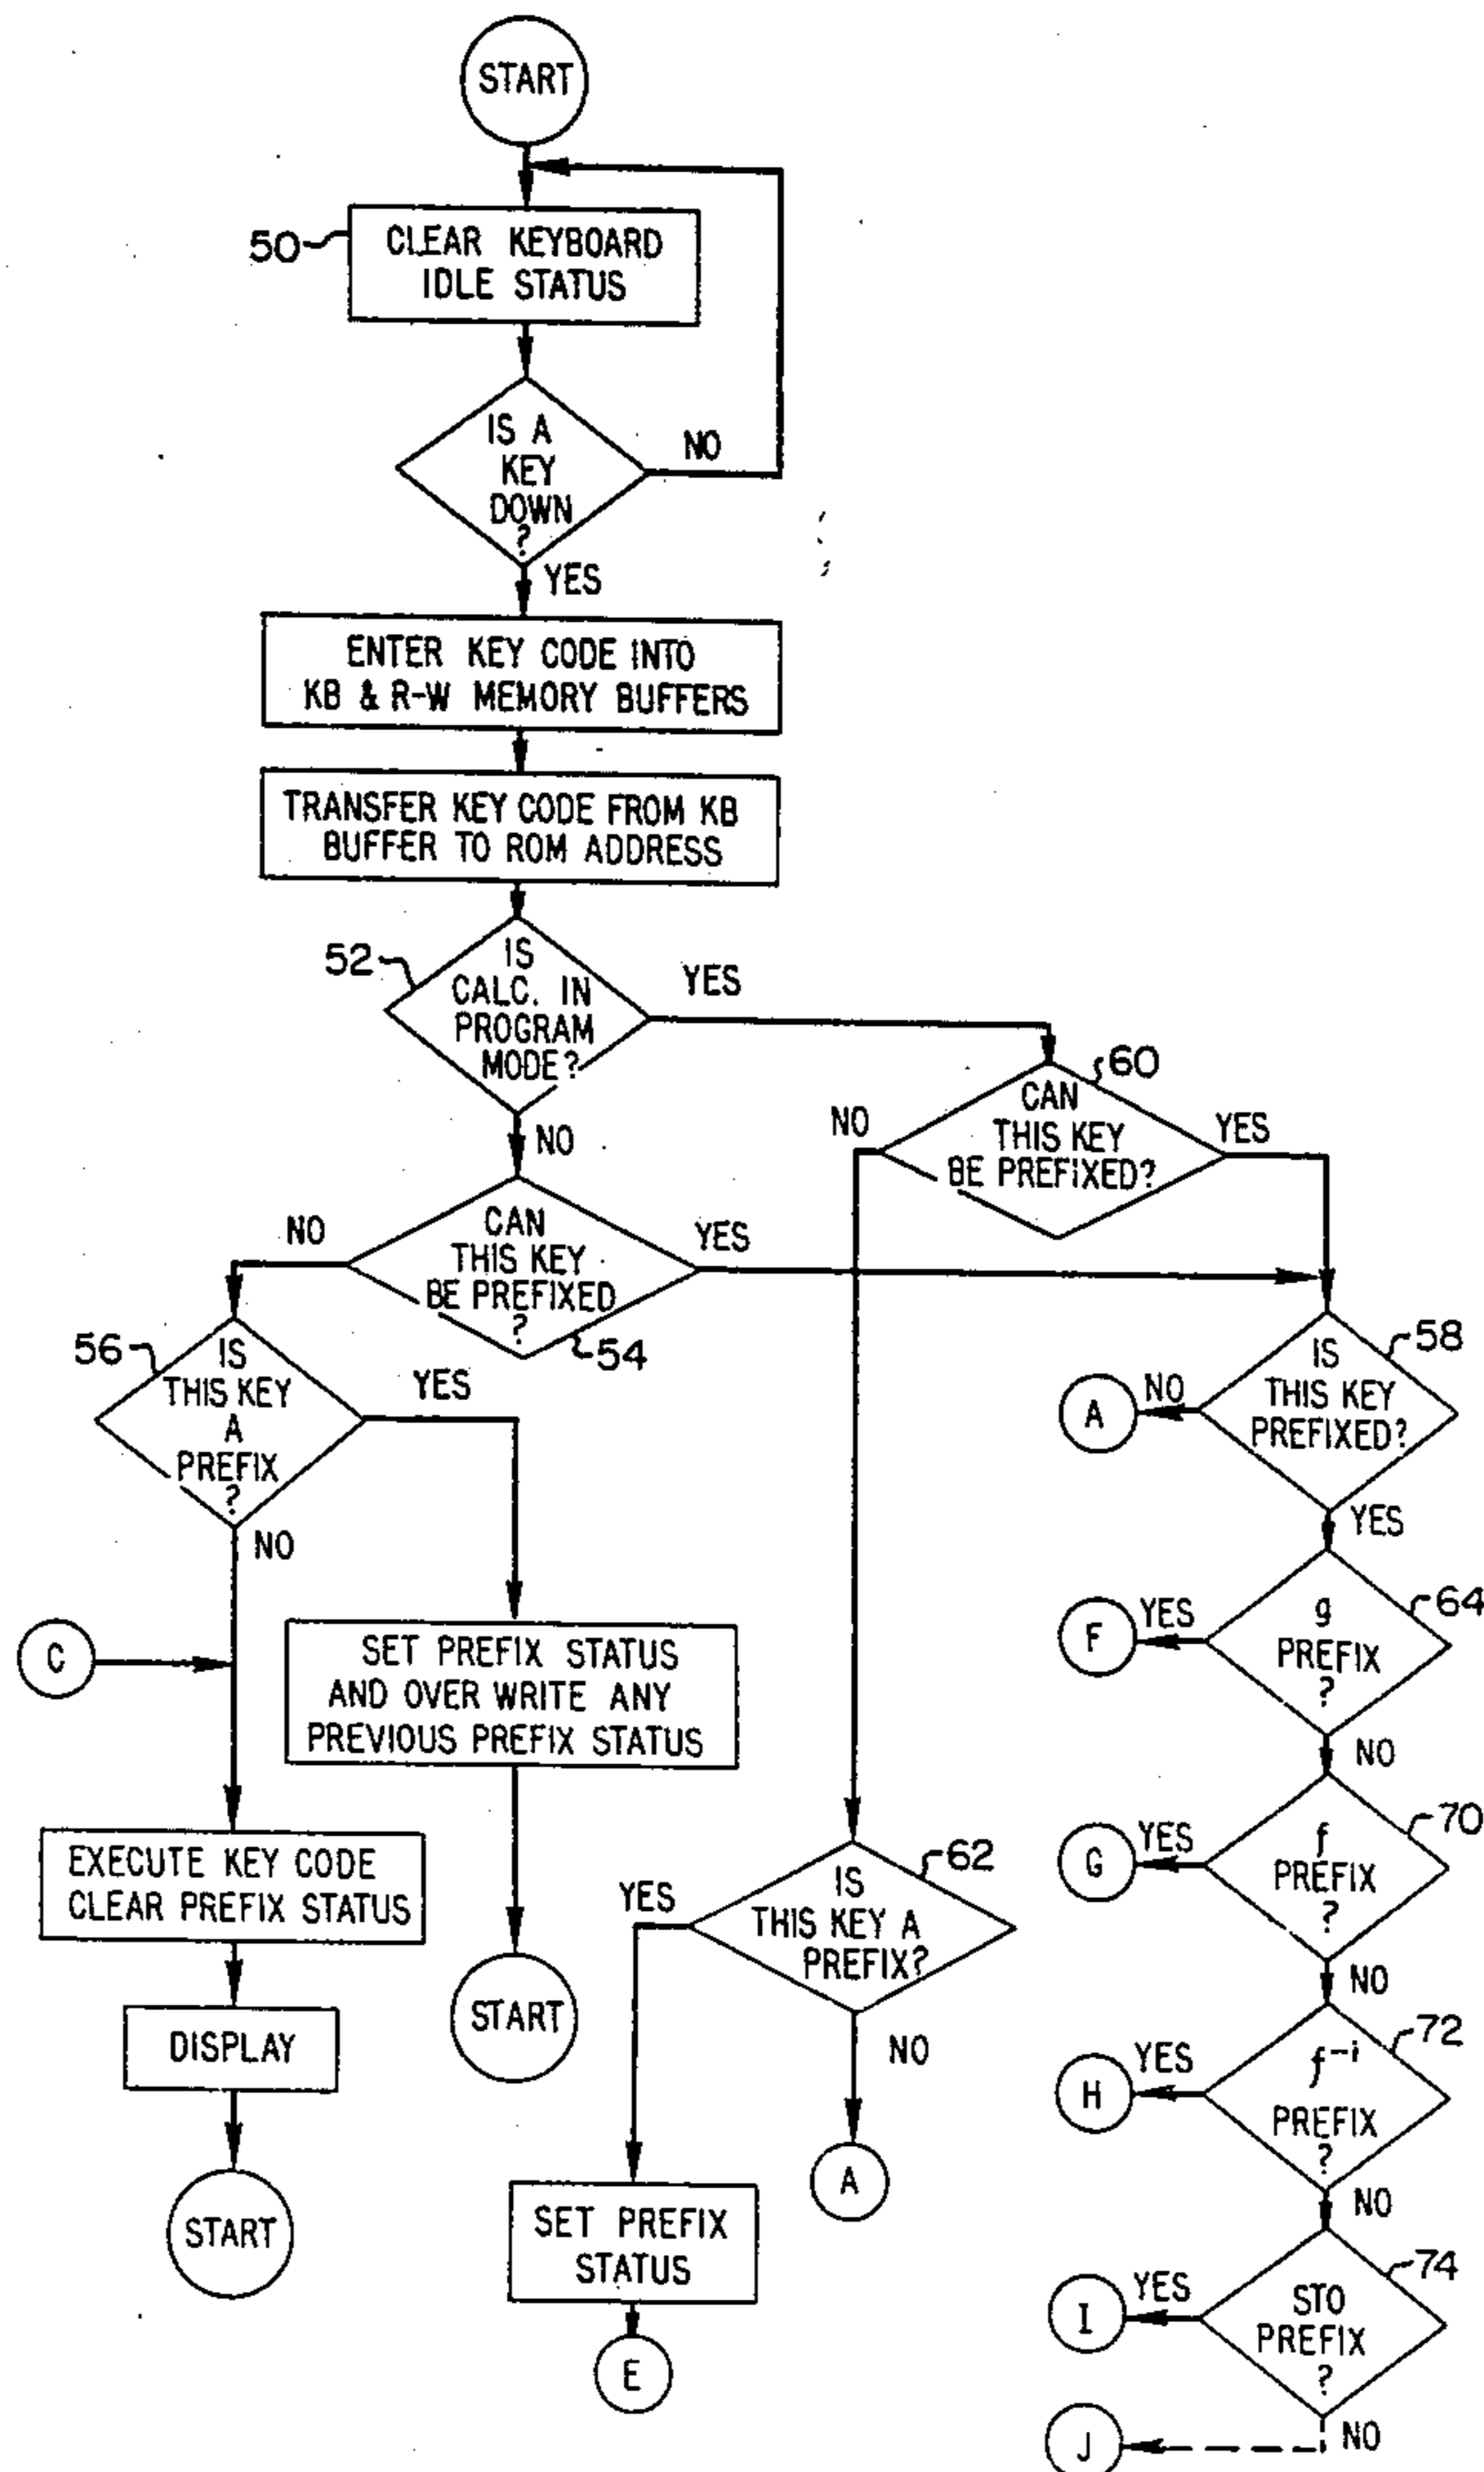 START
50
CLEAR KEYBOARD
IDLE STATUS
IS A
KEY
DOWN
?
NO
YES
ENTER KEY CODE INTO
KB & R-W MEMORY BUFFERS
TRANSFER KEY CODE FROM KB
BUFFER TO ROM ADDRESS
52
IS
CALC. IN
PROGRAM
MODE?
YES
NO
60
CAN
THIS KEY
BE PREFIXED?
NO
YES
CAN
THIS KEY
BE PREFIXED
?
54
NO
YES
56
IS
THIS KEY
A
PREFIX
?
YES
NO
58
IS
THIS KEY
PREFIXED?
NO
A
YES
C
SET PREFIX STATUS
AND OVER WRITE ANY
PREVIOUS PREFIX STATUS
64
g
PREFIX
?
YES
F
NO
EXECUTE KEY CODE
CLEAR PREFIX STATUS
DISPLAY
START
START
62
IS
THIS KEY A
PREFIX?
YES
NO
A
SET PREFIX
STATUS
E
70
f
PREFIX
?
YES
G
NO
72
f⁻ⁱ
PREFIX
?
YES
H
NO
74
STO
PREFIX
?
YES
I
NO
J